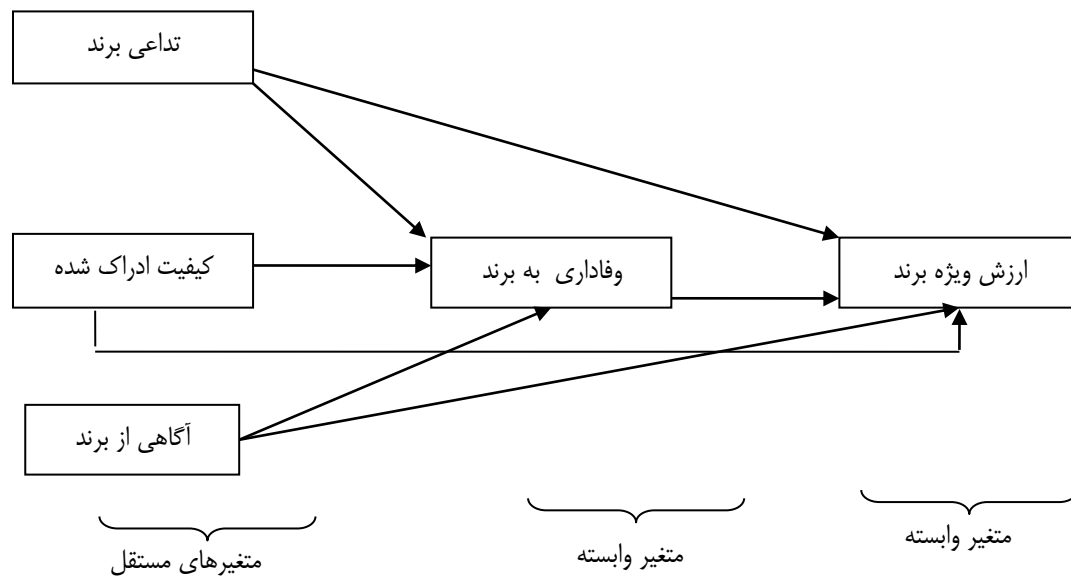 تداعی برند
کیفیت ادراک شده
وفاداری به برند
ارزش ویژه برند
آگاهی از برند
متغیرهای مستقل
متغیر وابسته
متغیر وابسته